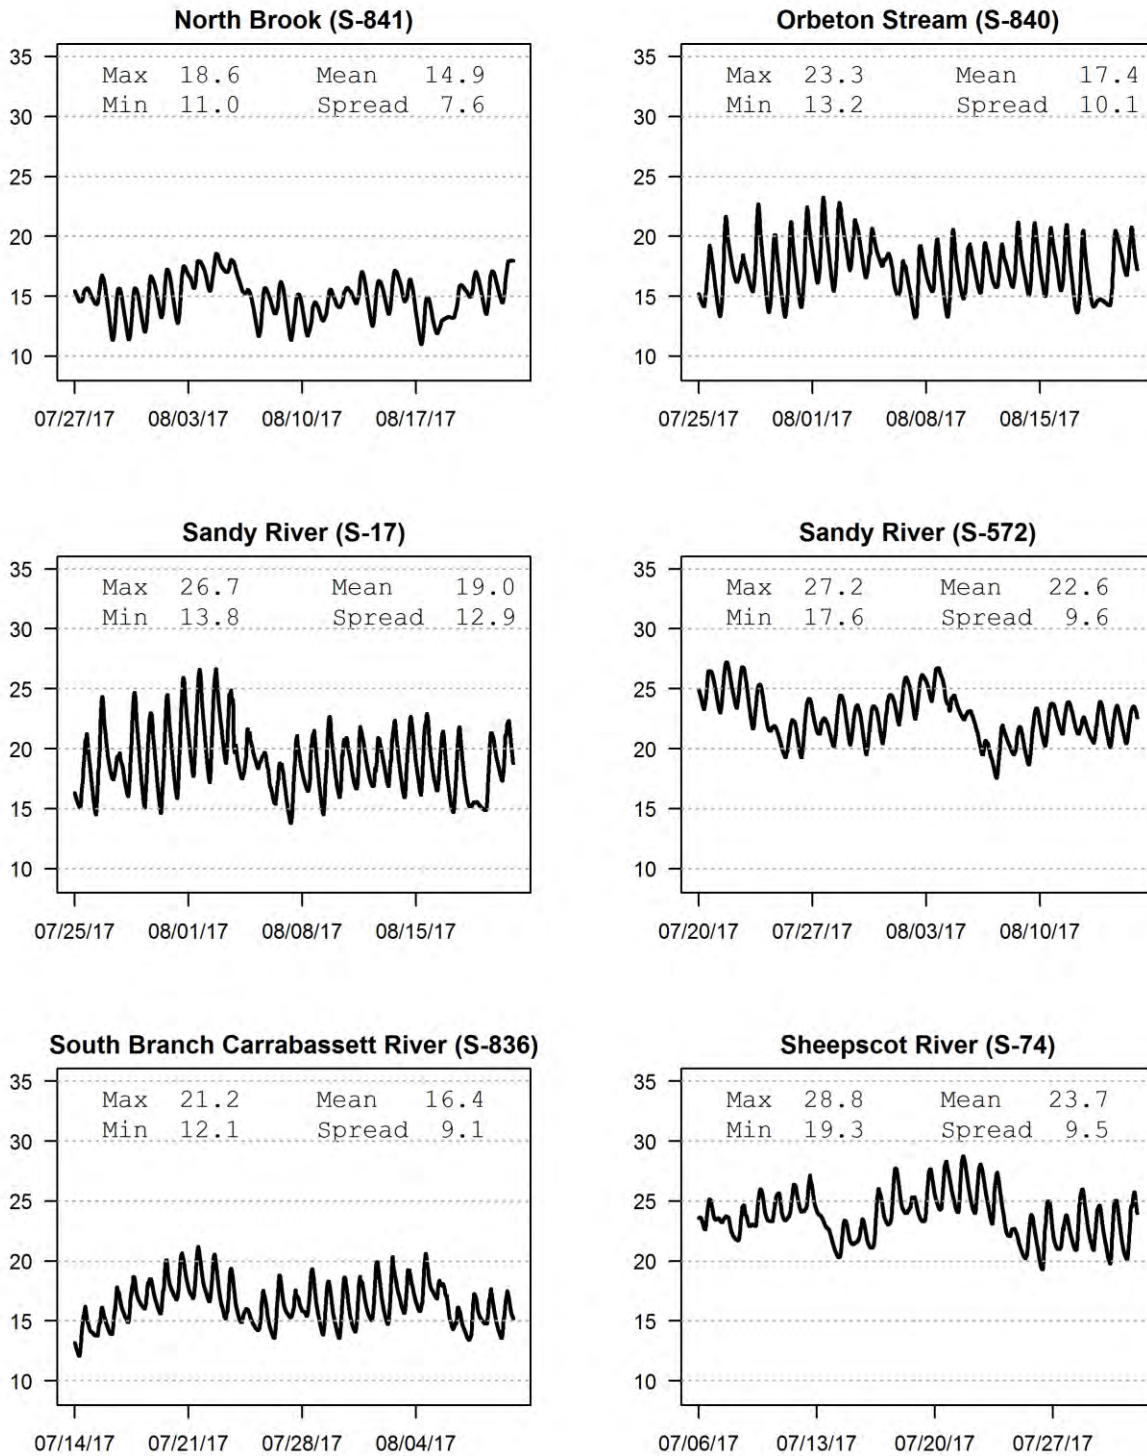 North Brook (S-841)
Max 18.6 Mean 14.9
Min 11.0 Spread 7.6
35
30
25
20
15
10
07/27/17 08/03/17 08/10/17 08/17/17
Orbeton Stream (S-840)
Max 23.3 Mean 17.4
Min 13.2 Spread 10.1
35
30
25
20
15
10
07/25/17 08/01/17 08/08/17 08/15/17
Sandy River (S-17)
Max 26.7 Mean 19.0
Min 13.8 Spread 12.9
35
30
25
20
15
10
07/25/17 08/01/17 08/08/17 08/15/17
Sandy River (S-572)
Max 27.2 Mean 22.6
Min 17.6 Spread 9.6
35
30
25
20
15
10
07/20/17 07/27/17 08/03/17 08/10/17
South Branch Carrabassett River (S-836)
Max 21.2 Mean 16.4
Min 12.1 Spread 9.1
35
30
25
20
15
10
07/14/17 07/21/17 07/28/17 08/04/17
Sheepscot River (S-74)
Max 28.8 Mean 23.7
Min 19.3 Spread 9.5
35
30
25
20
15
10
07/06/17 07/13/17 07/20/17 07/27/17